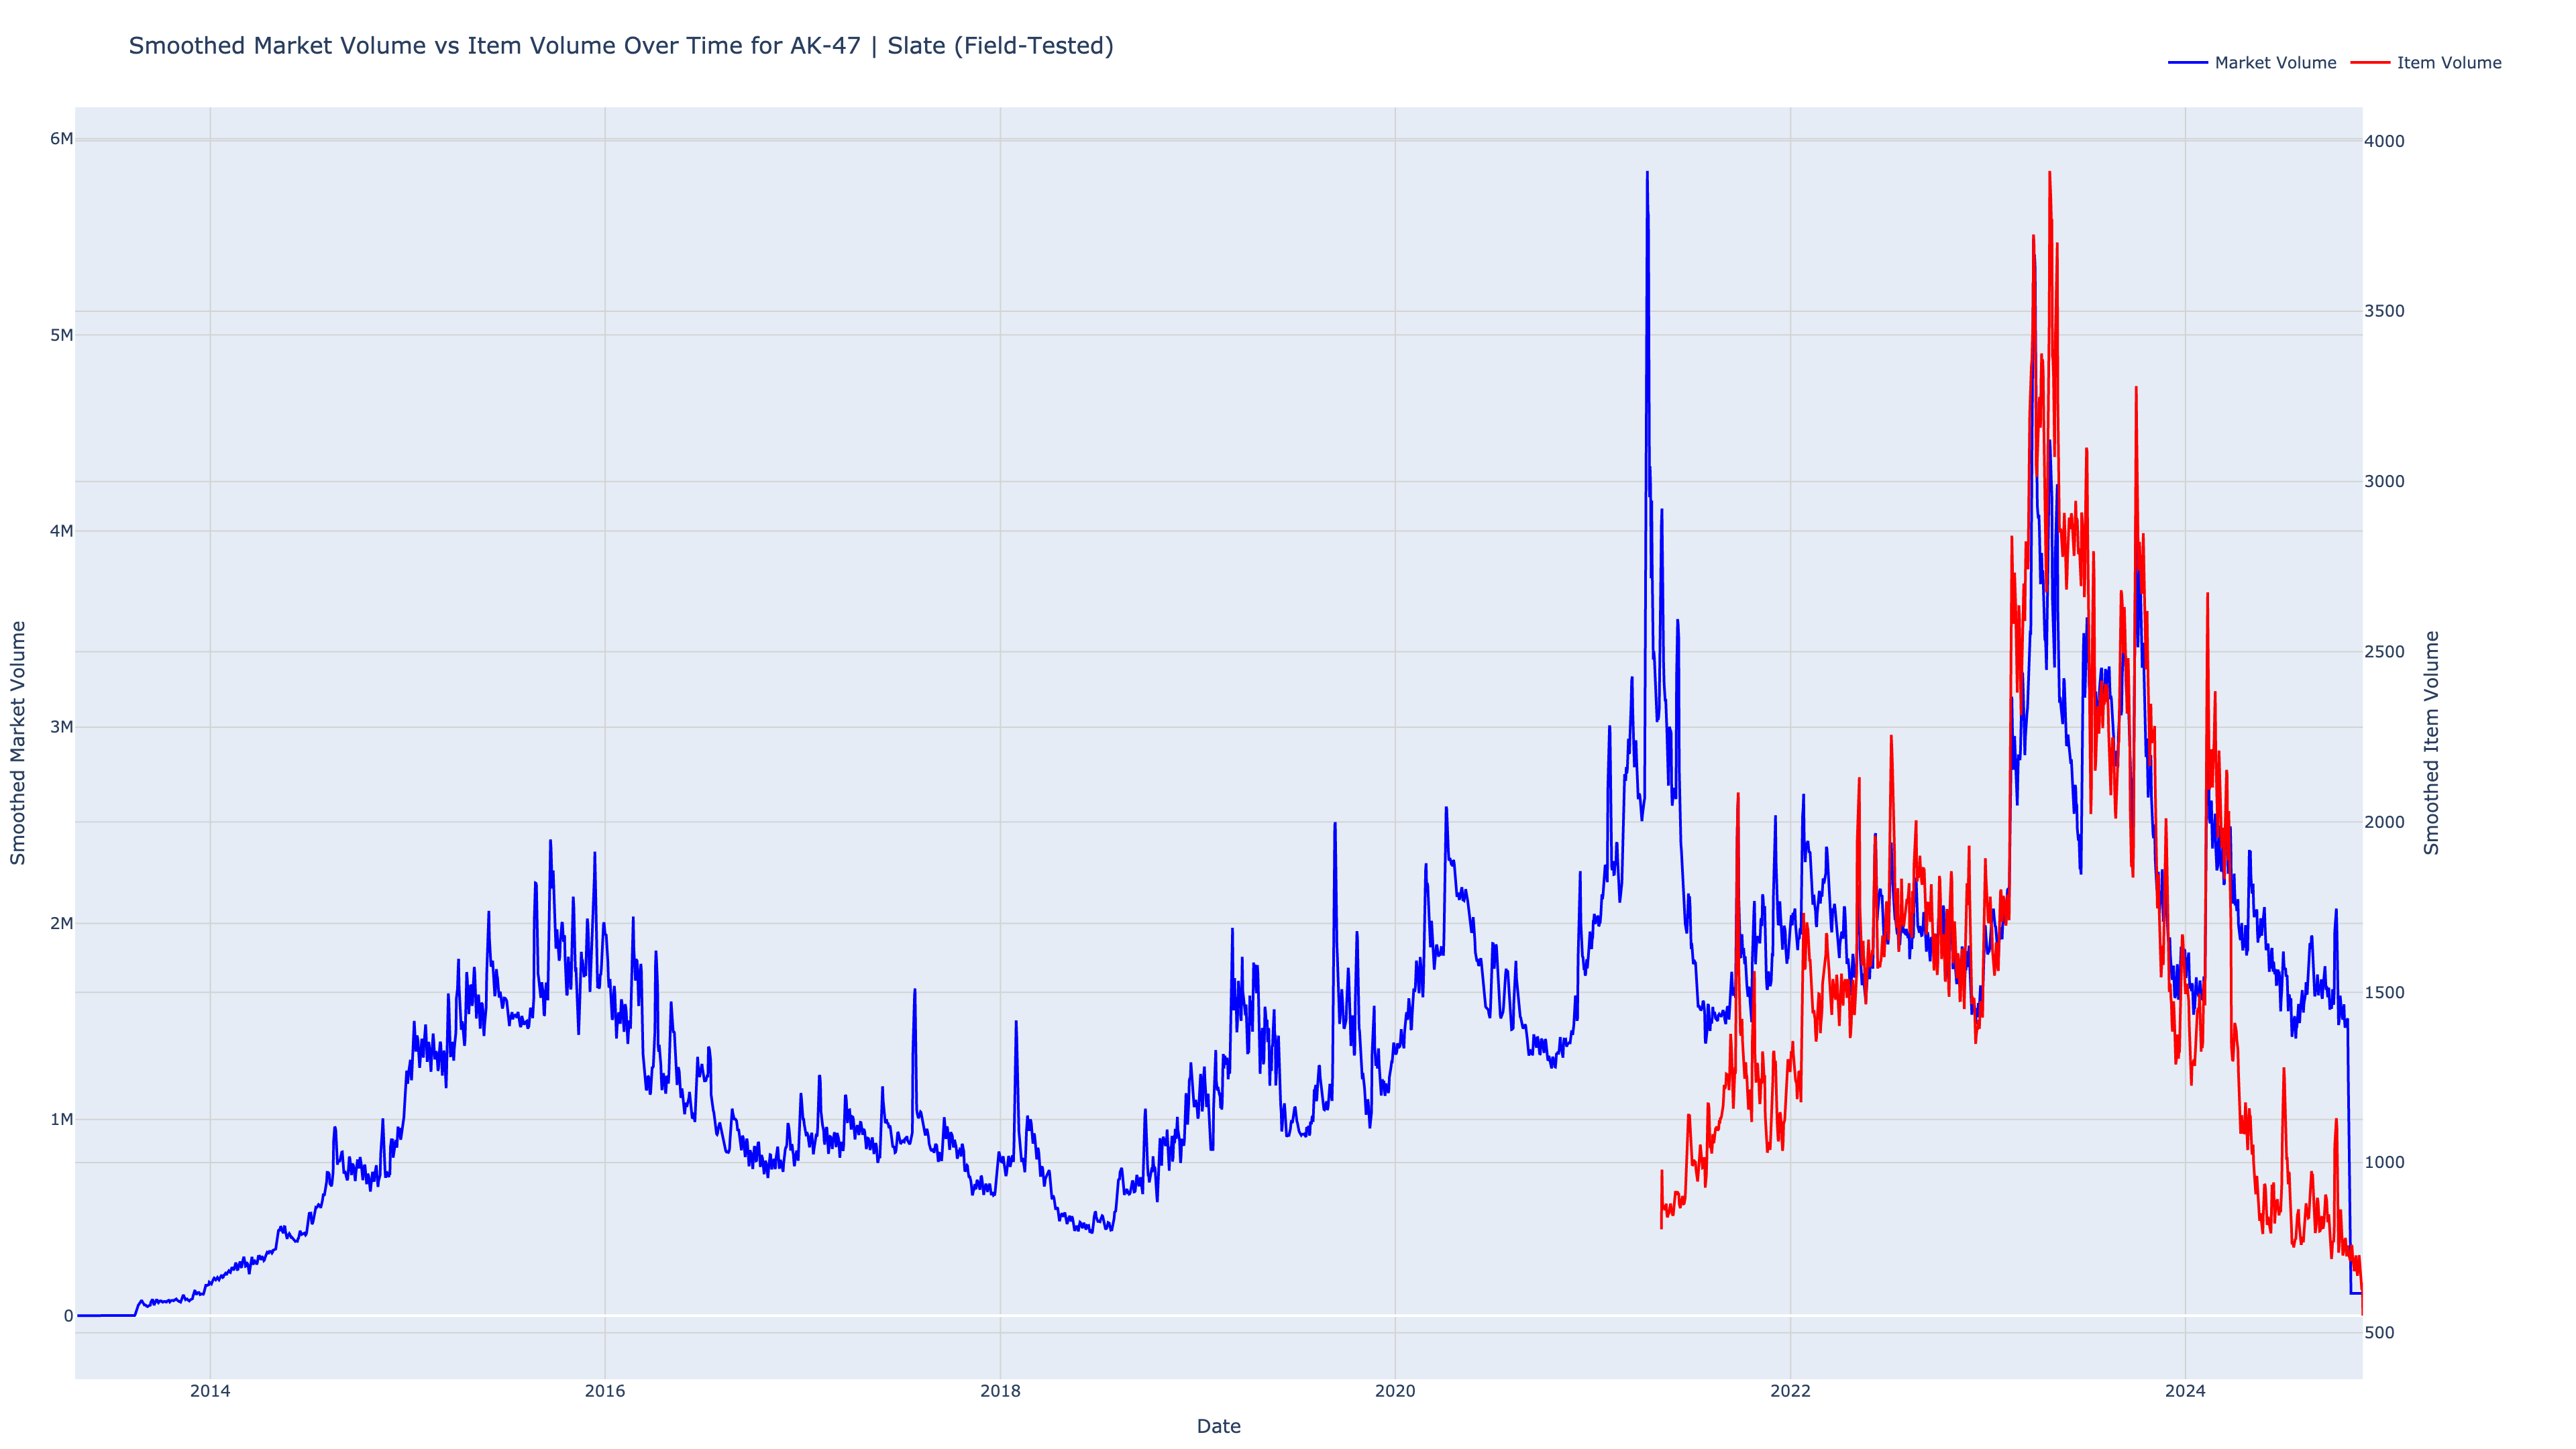 Smoothed Market Volume vs Item Volume Over Time for AK-47 | Slate (Field-Tested)
Market Volume
Item Volume
6M
5M
4M
3M
2M
1M
0
Smoothed Market Volume
4000
3500
3000
2500
2000
1500
1000
500
Smoothed Item Volume
2014
2016
2018
2020
2022
2024
Date